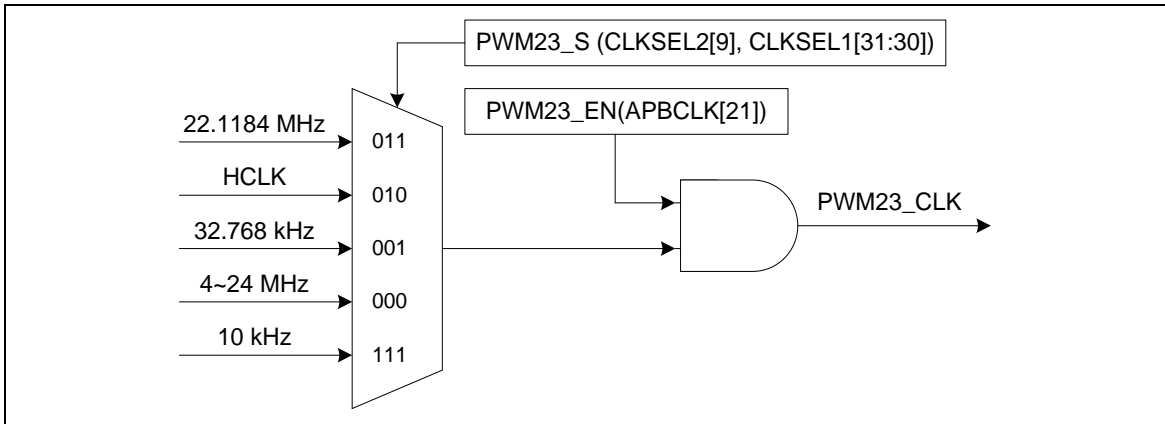 PWM23_S (CLKSEL2[9], CLKSEL1[31:30])
PWM23_EN(APBCLK[21])
22.1184 MHz
011
HCLK
010
PWM23_CLK
32.768 kHz
001
4~24 MHz
000
10 kHz
111